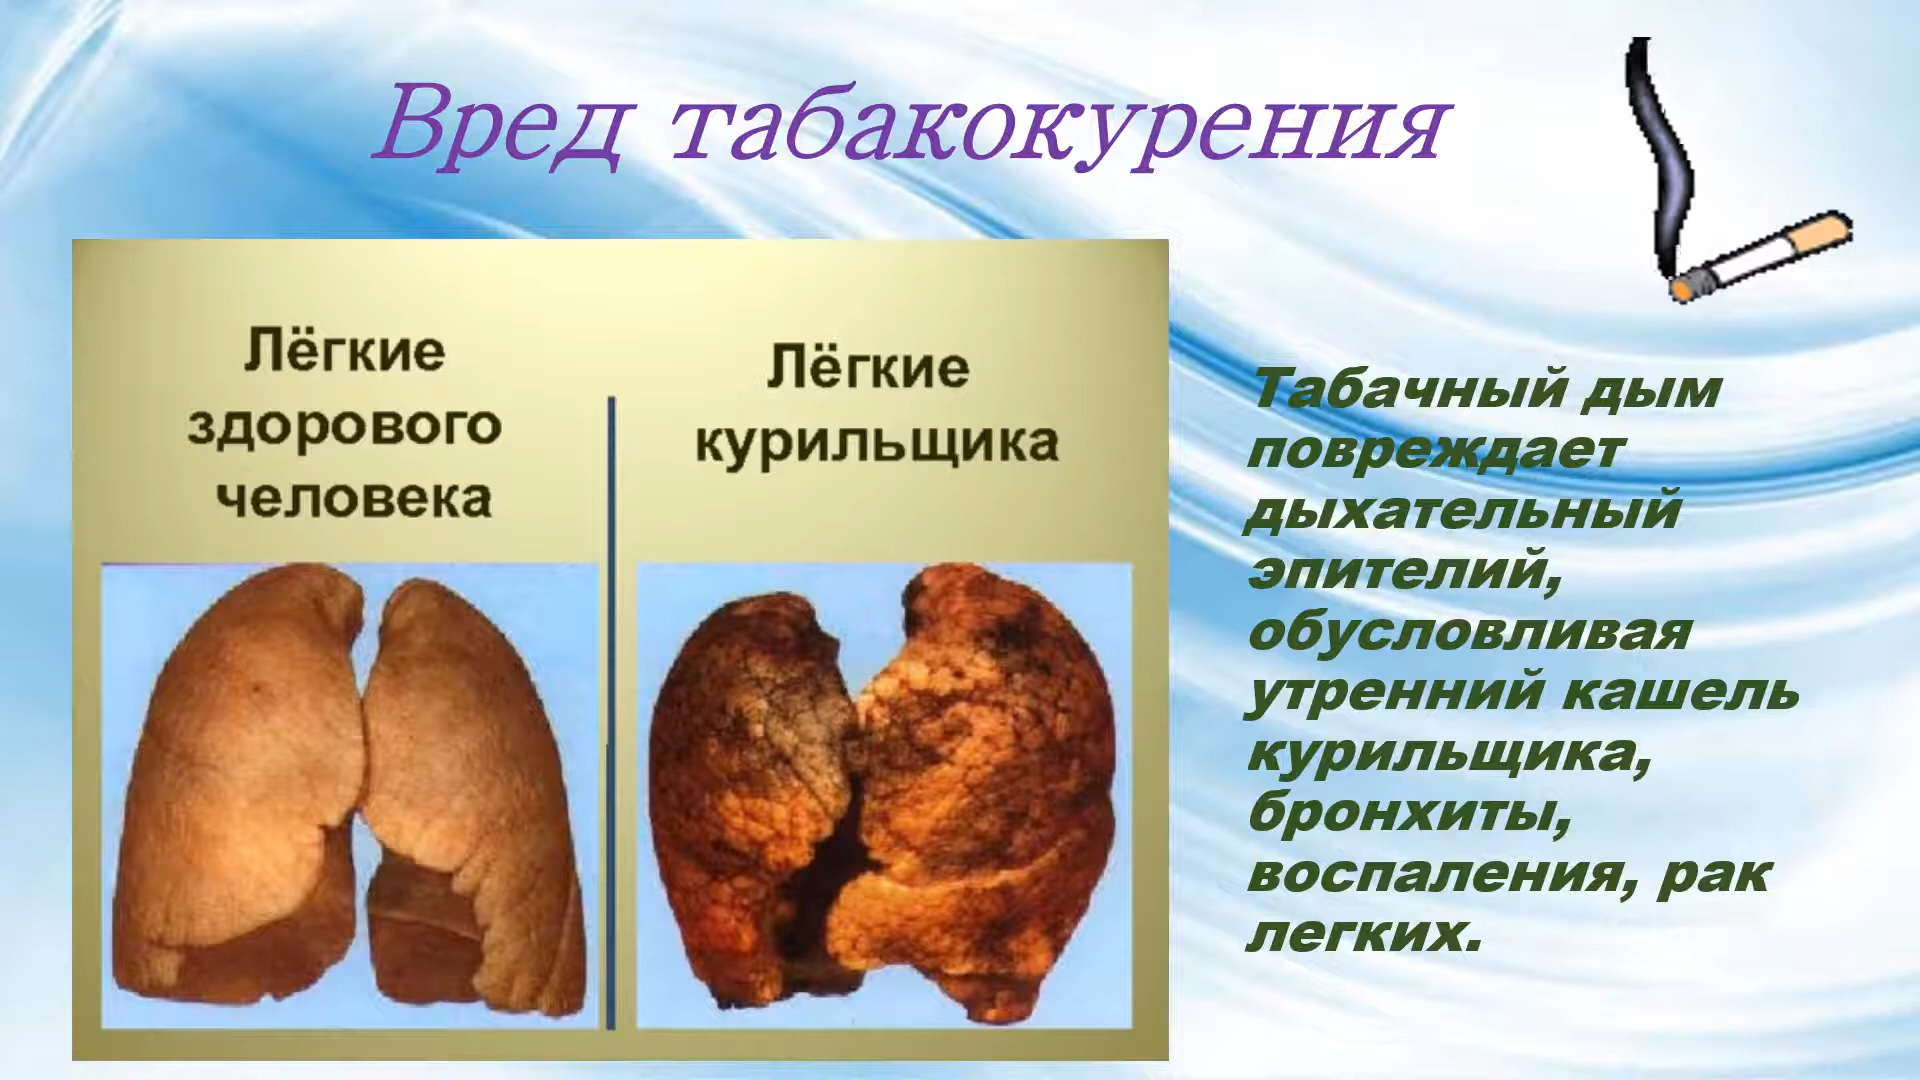 Вред табакокурения
Лёгкие
здорового
человека
Лёгкие
курильщика
Табачный дым
повреждает
дыхательный
эпителий,
обусловливая
утренний кашель
курильщика,
бронхиты,
воспаления, рак
легких.